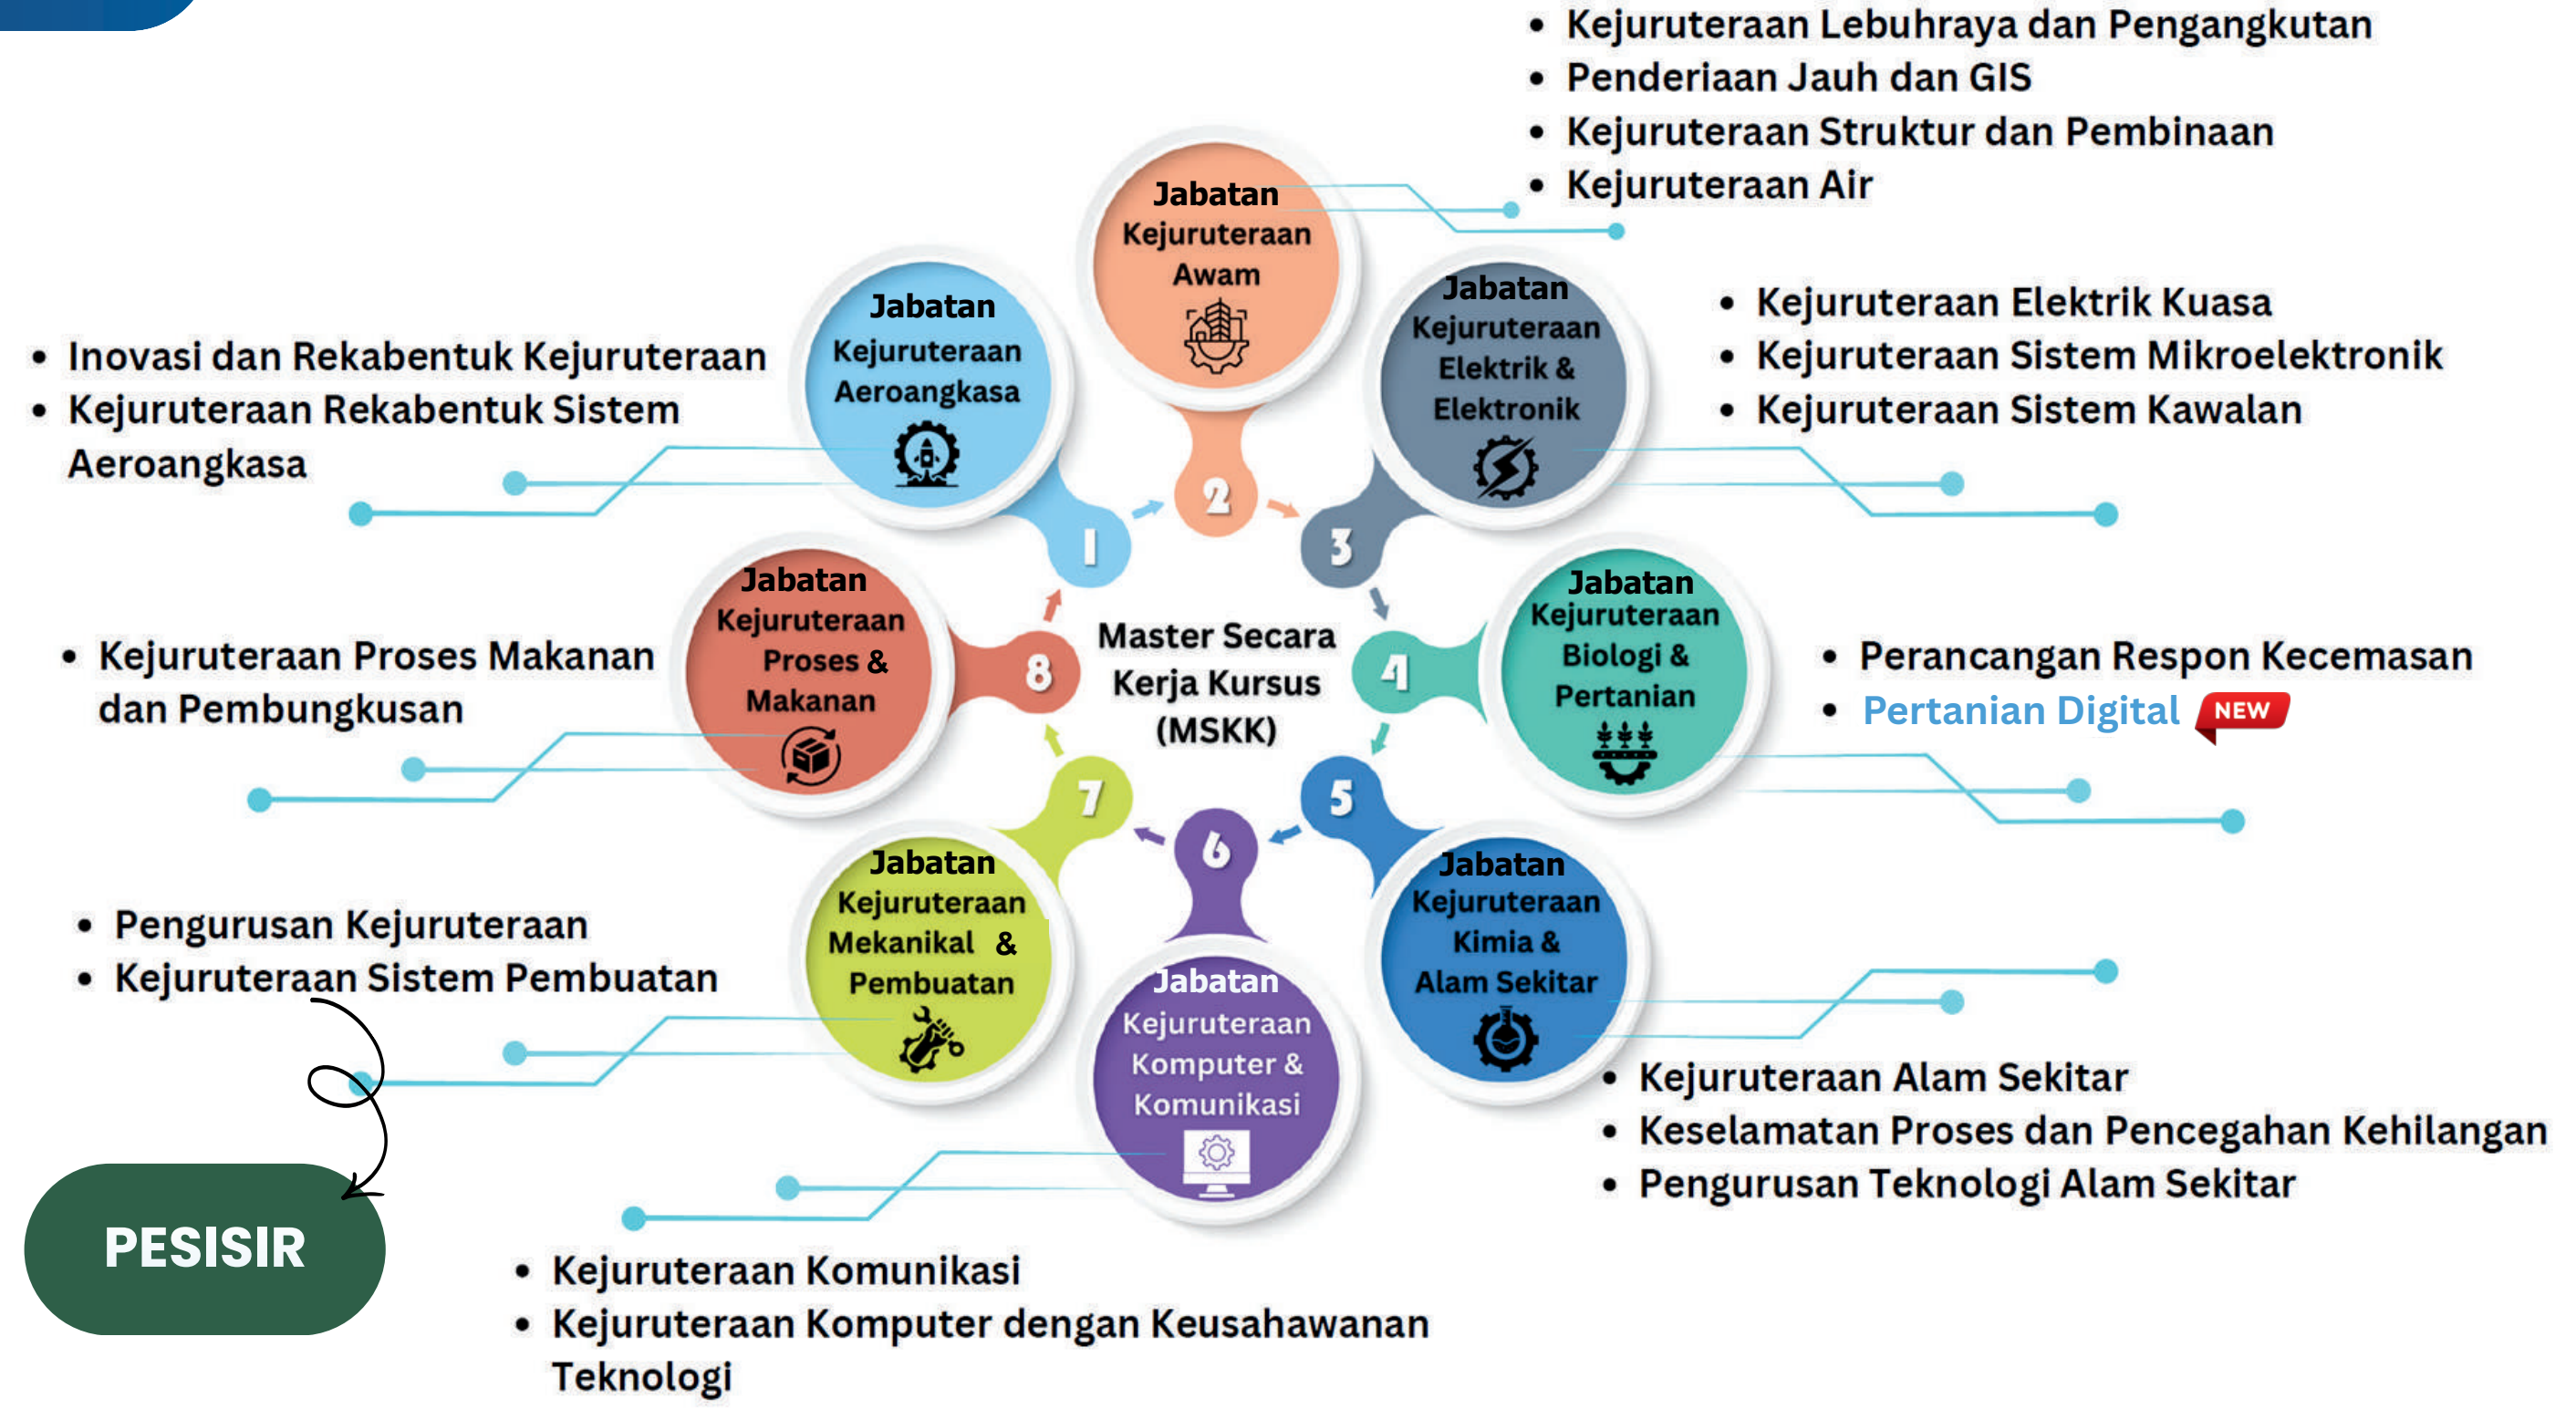 • Kejuruteraan Lebuhraya dan Pengangkutan
• Penderiaan Jauh dan GIS
• Kejuruteraan Struktur dan Pembinaan
• Kejuruteraan Air
Jabatan
Kejuruteraan
Awam
2
Jabatan
Kejuruteraan
Aeroangkasa
1
• Inovasi dan Rekabentuk Kejuruteraan
• Kejuruteraan Rekabentuk Sistem
Aeroangkasa
Jabatan
Kejuruteraan
Elektrik &
Elektronik
3
• Kejuruteraan Elektrik Kuasa
• Kejuruteraan Sistem Mikroelektronik
• Kejuruteraan Sistem Kawalan
Jabatan
Kejuruteraan
Proses &
Makanan
8
• Kejuruteraan Proses Makanan
dan Pembungkusan
Master Secara
Kerja Kursus
(MSKK)
Jabatan
Kejuruteraan
Biologi &
Pertanian
4
• Perancangan Respon Kecemasan
• Pertanian Digital NEW
Jabatan
Kejuruteraan
Mekanikal &
Pembuatan
7
• Pengurusan Kejuruteraan
• Kejuruteraan Sistem Pembuatan
PESISIR
Jabatan
Kejuruteraan
Komputer &
Komunikasi
6
• Kejuruteraan Komunikasi
• Kejuruteraan Komputer dengan Keusahawanan
Teknologi
Jabatan
Kejuruteraan
Kimia &
Alam Sekitar
5
• Kejuruteraan Alam Sekitar
• Keselamatan Proses dan Pencegahan Kehilangan
• Pengurusan Teknologi Alam Sekitar